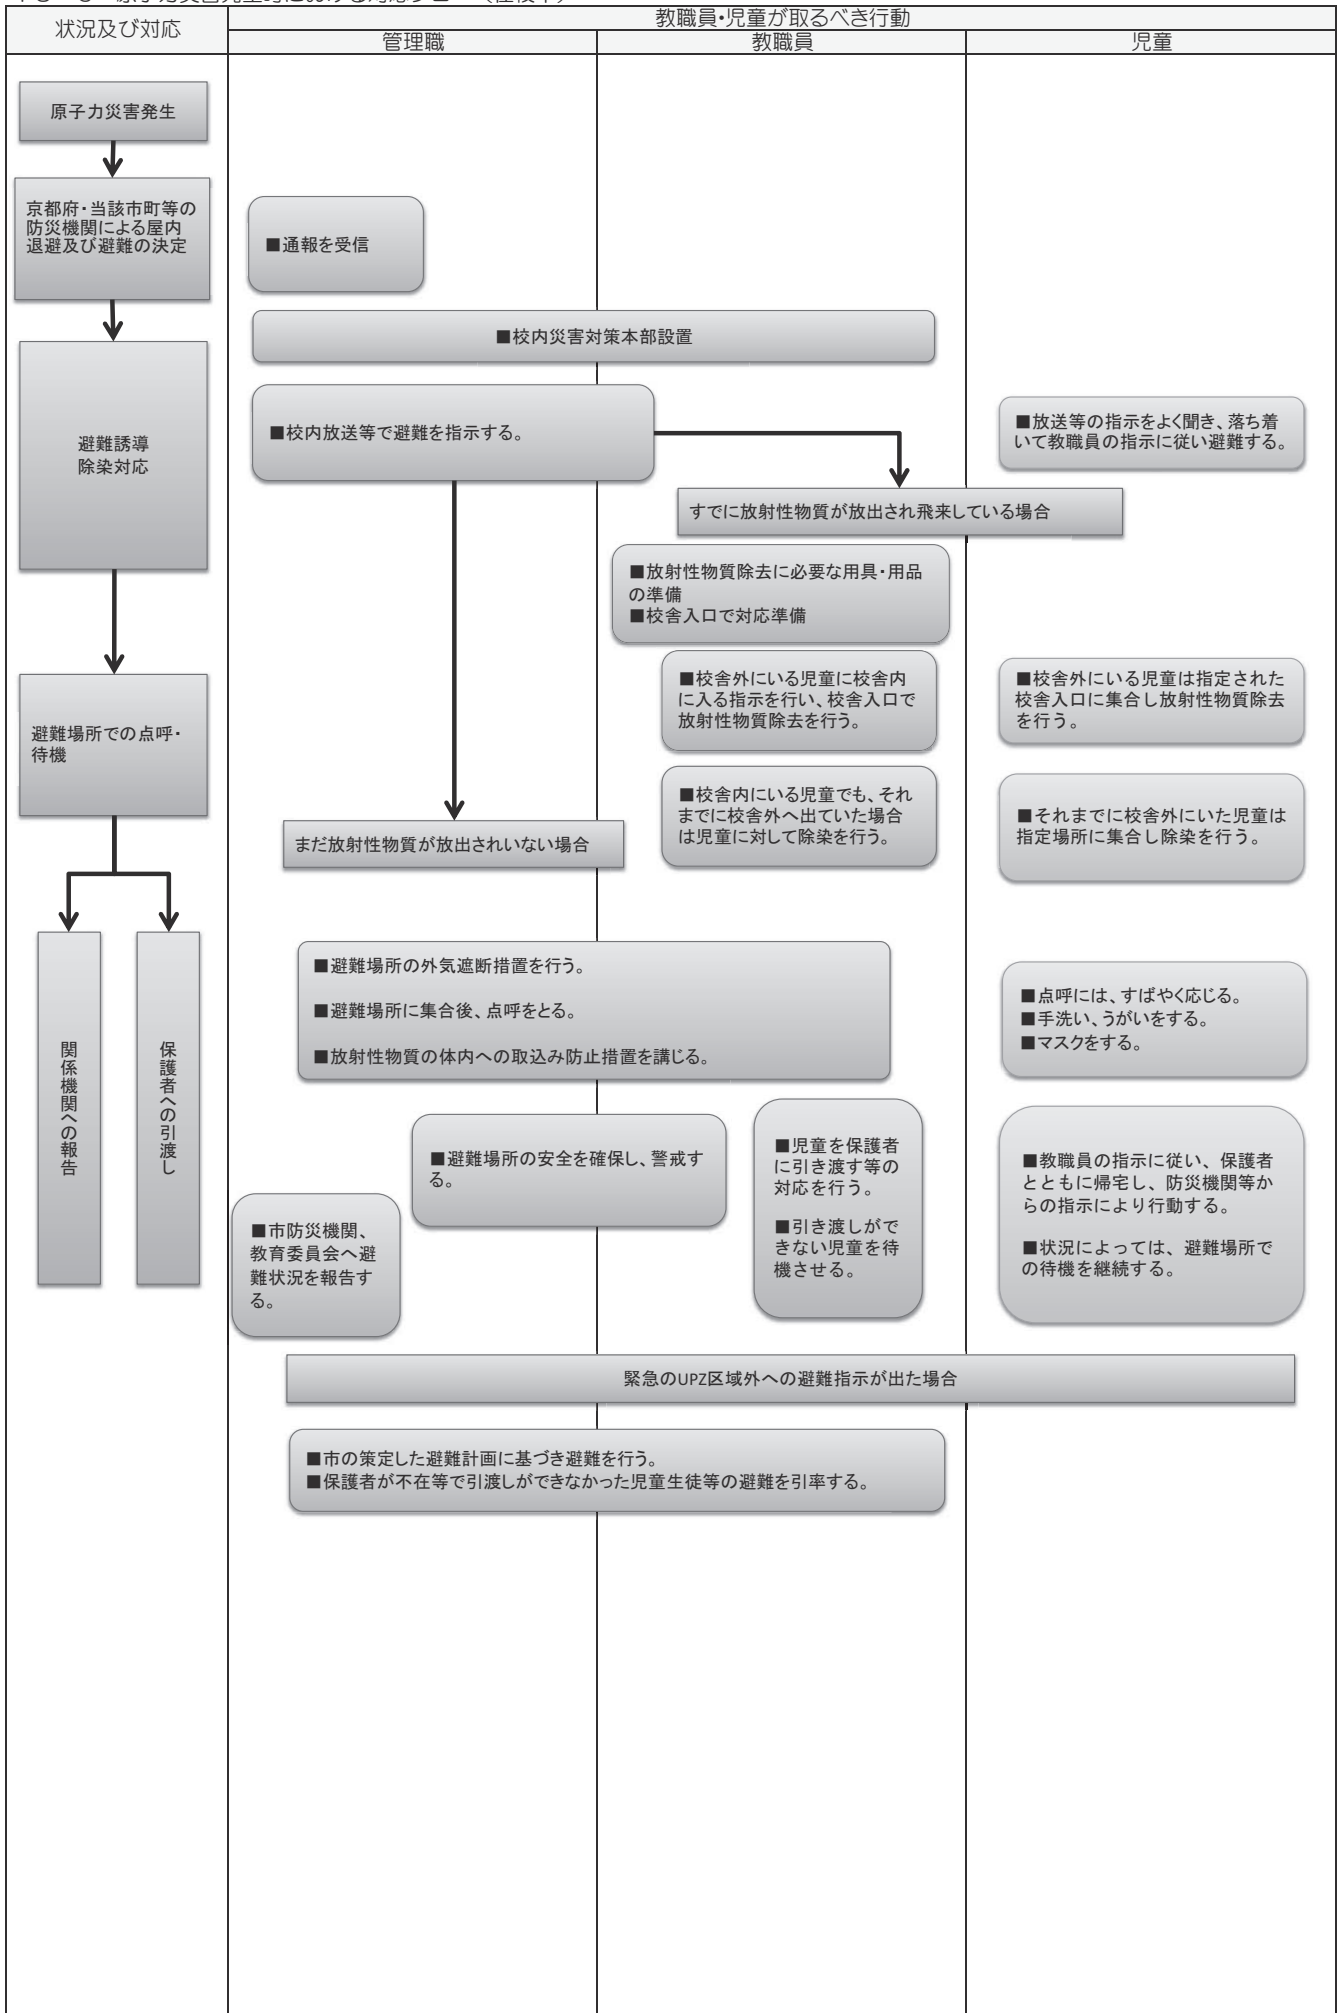 状況及び対応
教職員・児童が取るべき行動
管理職
教職員
児童
原子力災害発生
京都府・当該市町等の
防災機関による屋内
退避及び避難の決定
■通報を受信
■校内災害対策本部設置
避難誘導
除染対応
■校内放送等で避難を指示する。
■放送等の指示をよく聞き、落ち着
いて教職員の指示に従い避難する。
すでに放射性物質が放出され飛来している場合
■放射性物質除去に必要な用具・用品
の準備
■校舎入口で対応準備
避難場所での点呼・
待機
■校舎外にいる児童に校舎内
に入る指示を行い、校舎入口で
放射性物質除去を行う。
■校舎外にいる児童は指定された
校舎入口に集合し放射性物質除去
を行う。
■校舎内にいる児童でも、それ
までに校舎外へ出ていた場合
は児童に対して除染を行う。
■それまでに校舎外にいた児童は
指定場所に集合し除染を行う。
まだ放射性物質が放出されいない場合
関係機関への報告
保護者への引渡し
■避難場所の外気遮断措置を行う。
■避難場所に集合後、点呼をとる。
■放射性物質の体内への取込み防止措置を講じる。
■点呼には、すばやく応じる。
■手洗い、うがいをする。
■マスクをする。
■避難場所の安全を確保し、警戒す
る。
■児童を保護者
に引き渡す等の
対応を行う。
■引き渡しがで
きない児童を待
機させる。
■教職員の指示に従い、保護者
とともに帰宅し、防災機関等か
らの指示により行動する。
■状況によっては、避難場所で
の待機を継続する。
■市防災機関、
教育委員会へ避
難状況を報告す
る。
緊急のUPZ区域外への避難指示が出た場合
■市の策定した避難計画に基づき避難を行う。
■保護者が不在等で引渡しができなかった児童生徒等の避難を引率する。